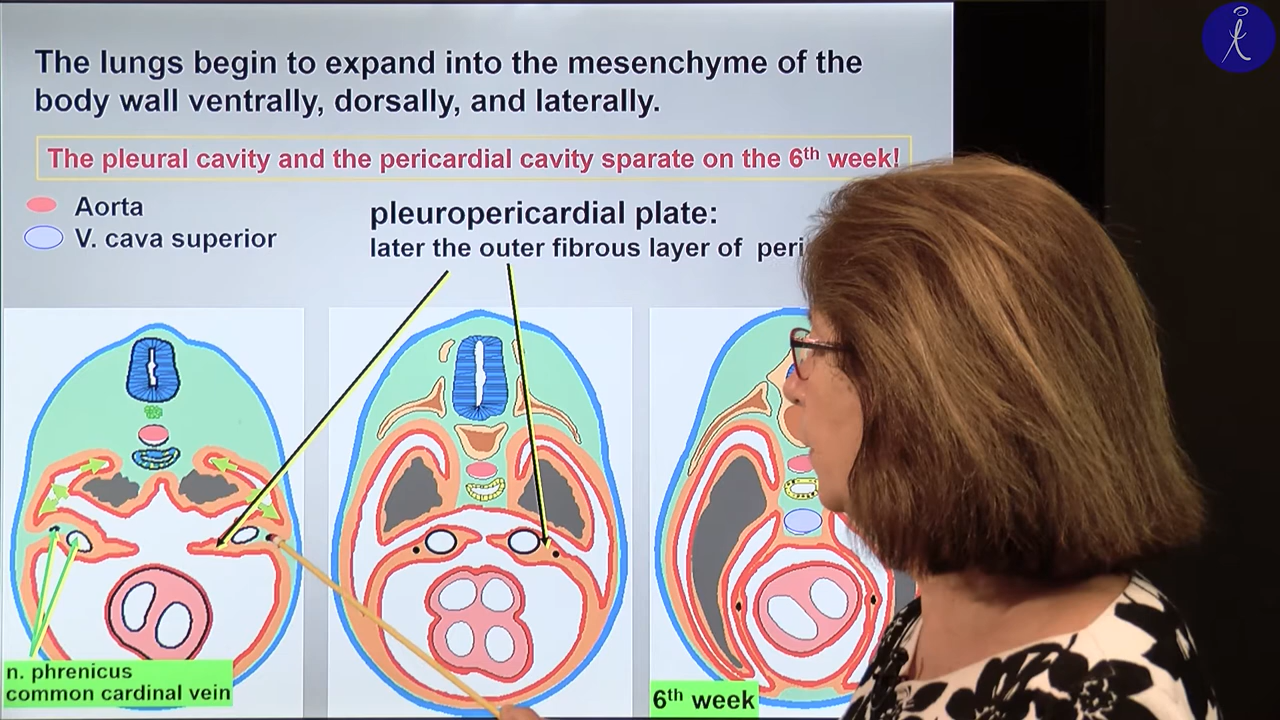 The lungs begin to expand into the mesenchyme of the
body wall ventrally, dorsally, and laterally.
The pleural cavity and the pericardial cavity sparate on the 6th week!
Aorta
V. cava superior
pleuropericardial plate:
later the outer fibrous layer of
n. phrenicus
common cardinal vein
6th week